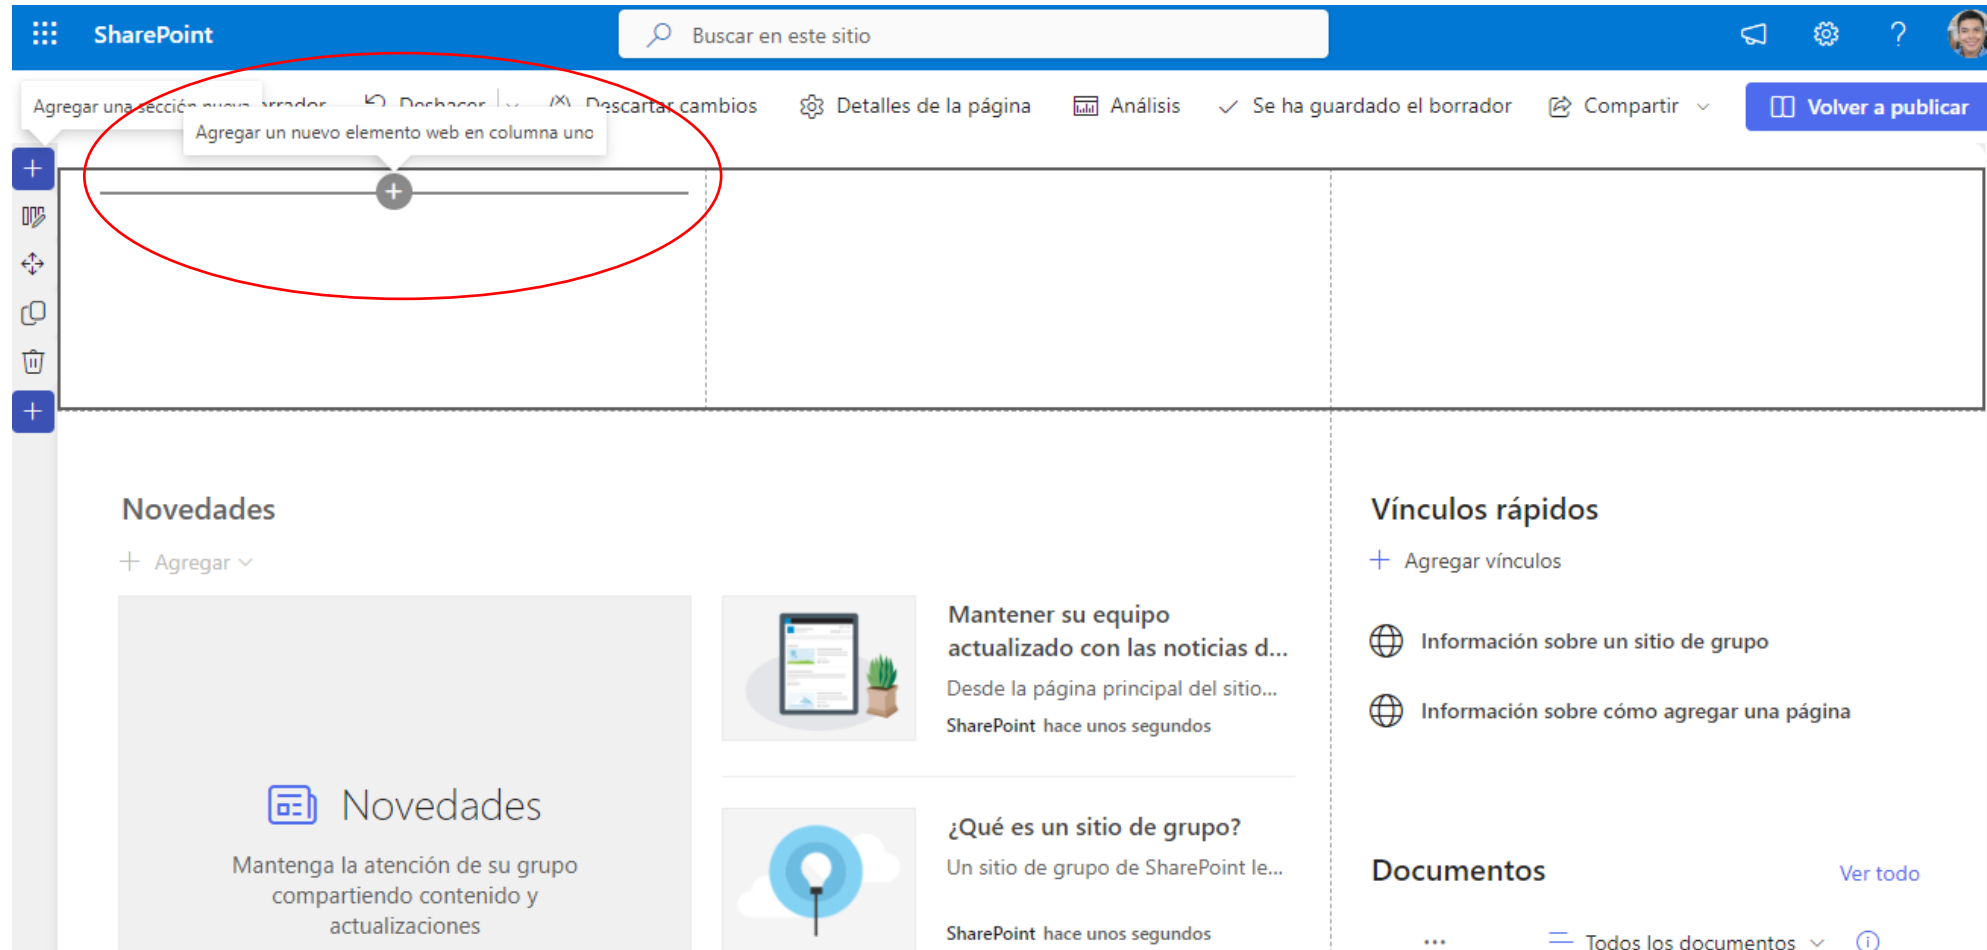 SharePoint
Buscar en este sitio
Agregar una sección nueva
Deshacer
Descartar cambios
Detalles de la página
Análisis
Se ha guardado el borrador
Compartir
Volver a publicar
Agregar un nuevo elemento web en columna uno
Novedades
Agregar
Novedades
Mantenga la atención de su grupo
compartiendo contenido y
actualizaciones
Mantener su equipo
actualizado con las noticias d...
Desde la página principal del sitio...
SharePoint hace unos segundos
¿Qué es un sitio de grupo?
Un sitio de grupo de SharePoint le...
SharePoint hace unos segundos
Vínculos rápidos
Agregar vínculos
Información sobre un sitio de grupo
Información sobre cómo agregar una página
Documentos
Ver todo
Todos los documentos